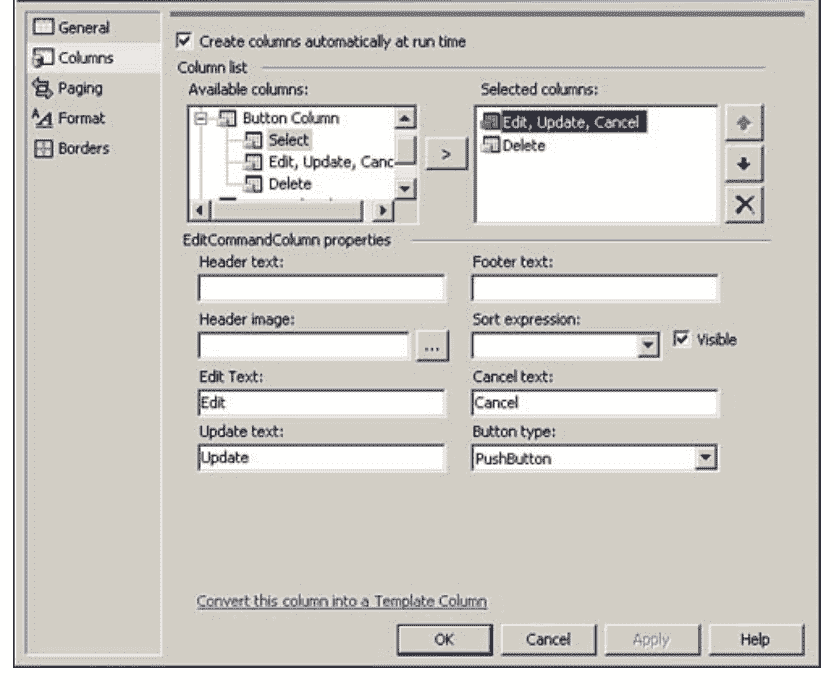 General
Columns
Paging
Format
Borders
Create columns automatically at run time
Column list
Available columns:
Button Column
Select
Edit, Update, Canc
Delete
>
Selected columns:
Edit, Update, Cancel
Delete
EditCommandColumn properties
Header text:
Footer text:
Header image:
...
Sort expression:
Visible
Edit Text:
Edit
Cancel text:
Cancel
Update text:
Update
Button type:
PushButton
Convert this column into a Template Column
OK
Cancel
Apply
Help